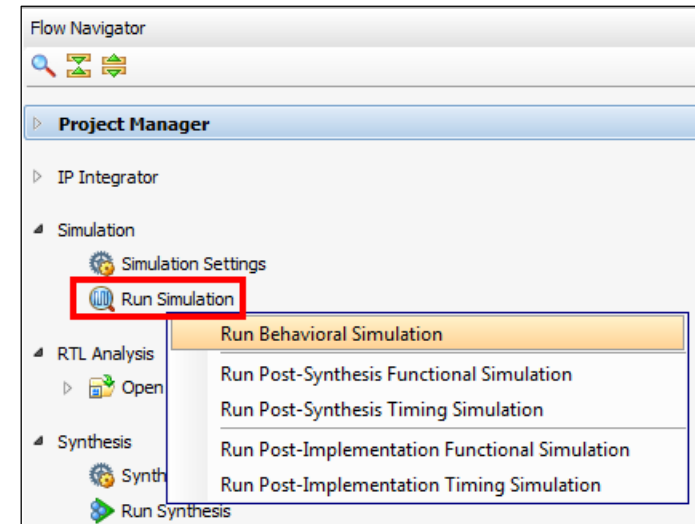 Flow Navigator
Project Manager
IP Integrator
Simulation
Simulation Settings
Run Simulation
Run Behavioral Simulation
RTL Analysis
Run Post-Synthesis Functional Simulation
Open
Run Post-Synthesis Timing Simulation
Synthesis
Run Post-Implementation Functional Simulation
Synth
Run Post-Implementation Timing Simulation
Run Synthesis